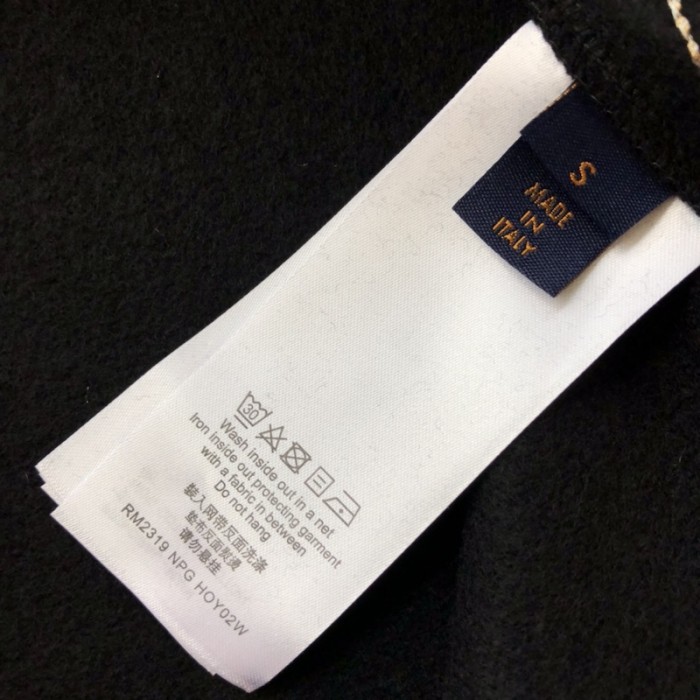 S
MADE
IN
ITALY
30
Wash inside out in a net
Iron inside out protecting garment
with a fabric in between
Do not hang
裝入网带反面洗涤
垫布反面熨烫
请勿悬挂
RM2319 NPG HOY02W